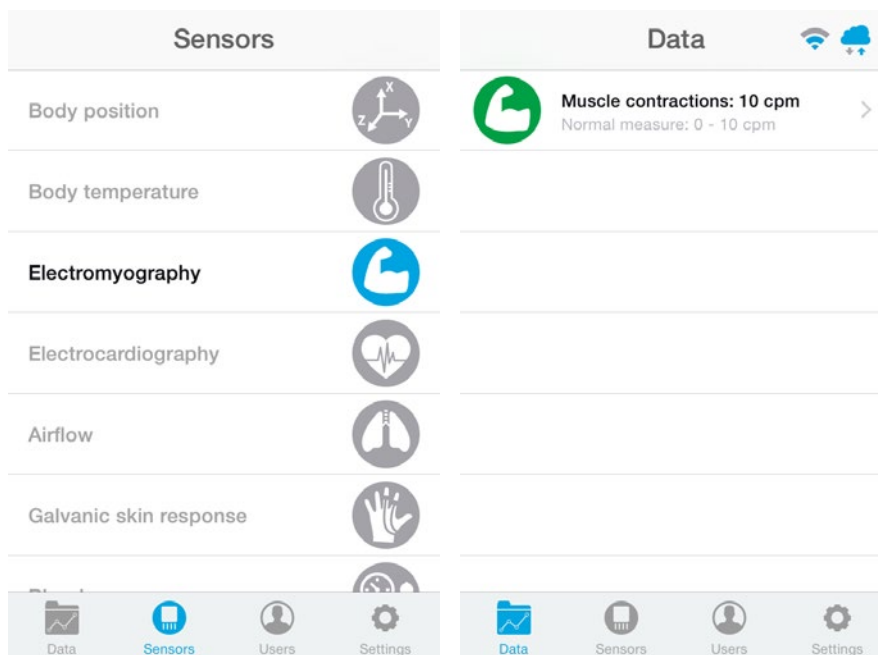 Sensors
Body position
X
Z
Y
Body temperature
Electromyography
Electrocardiography
Airflow
Galvanic skin response
Data
Sensors
Users
Settings
Data
Muscle contractions: 10 cpm
Normal measure: 0 - 10 cpm
Data
Sensors
Users
Settings